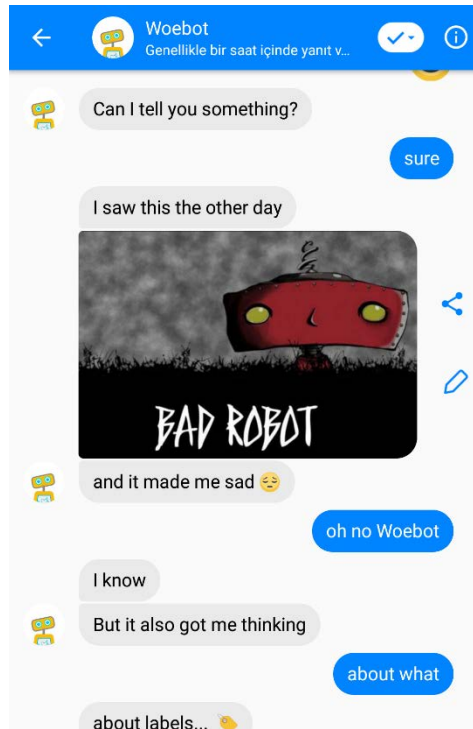 Woebot
Genellikle bir saat içinde yanıt v...
Can I tell you something?
sure
I saw this the other day
BAD ROBOT
and it made me sad 😔
oh no Woebot
I know
But it also got me thinking
about what
about labels... 🏷️